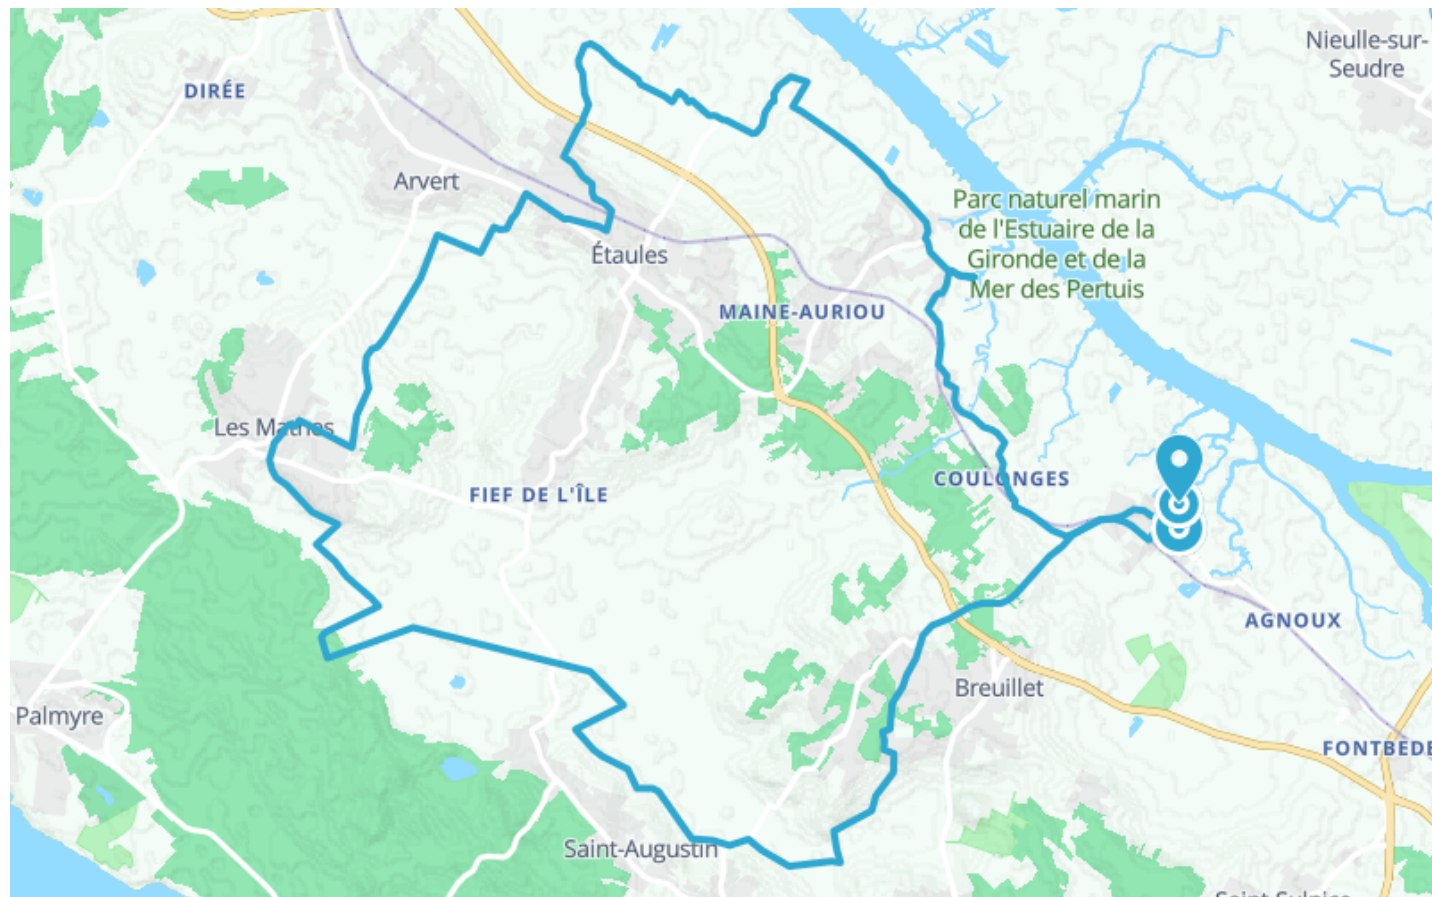 Nieulle-sur-
Seudre
DIRÉE
Arvert
Parc naturel marin
de l'Estuaire de la
Gironde et de la
Mer des Pertuis
Étaules
MAINE-AURIOU
Les Mathes
COULONGES
FIEF DE L'ÎLE
AGNOUX
Breuillet
Palmyre
FONTBEDE
Saint-Augustin